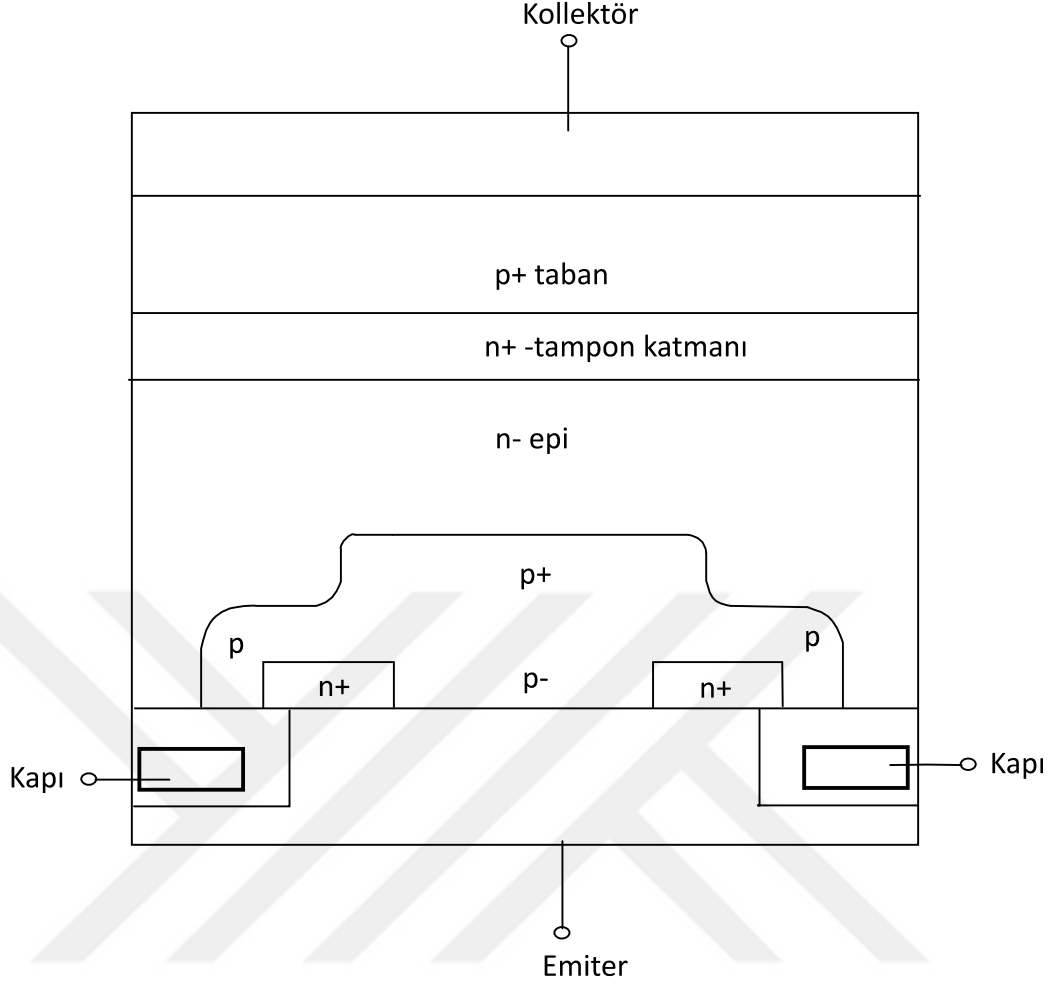 Kollektör
p+ taban
n+ -tampon katmanı
n- epi
p+
p
p
n+
p-
n+
Kapı
Kapı
Emiter